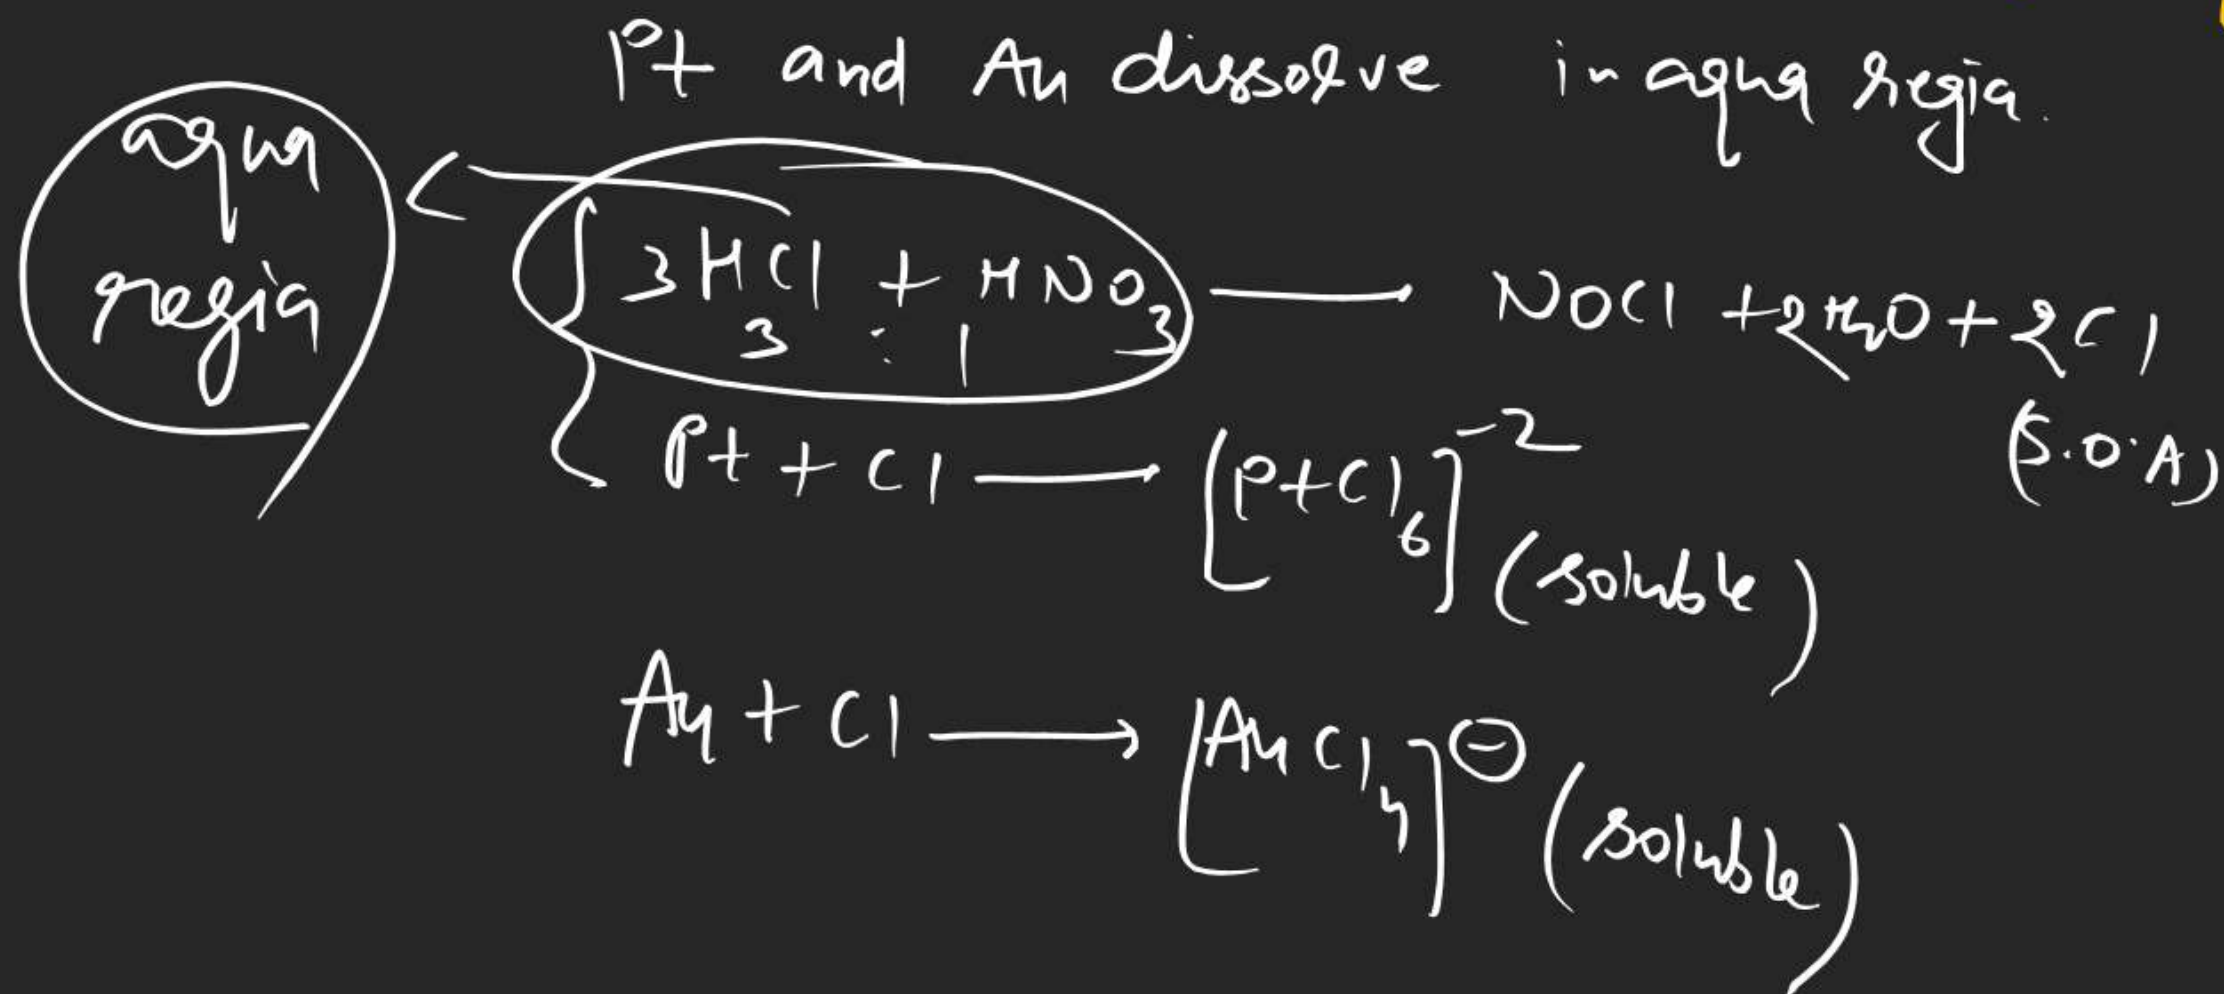 Pt and Au dissolve in aqua regia.
aqua
regia
3HCl + HNO₃ ⟶ NOCl + 2H₂O + 2Cl
3 : 1
(S.O.A)
Pt + Cl ⟶ [PtCl₆]⁻² (soluble)
Au + Cl ⟶ [AuCl₄]⊖ (soluble)